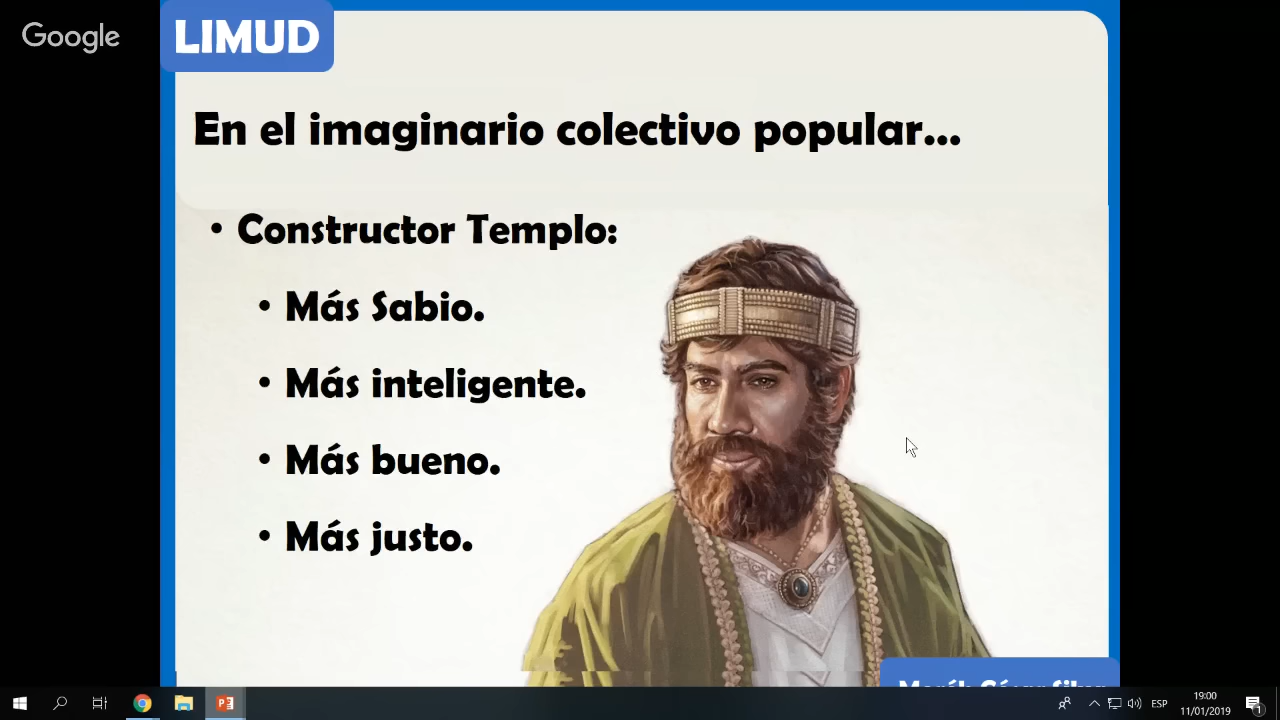 Google
LIMUD
En el imaginario colectivo popular...
• Constructor Templo:
• Más Sabio.
• Más inteligente.
• Más bueno.
• Más justo.
ESP
19:00
11/01/2019
1